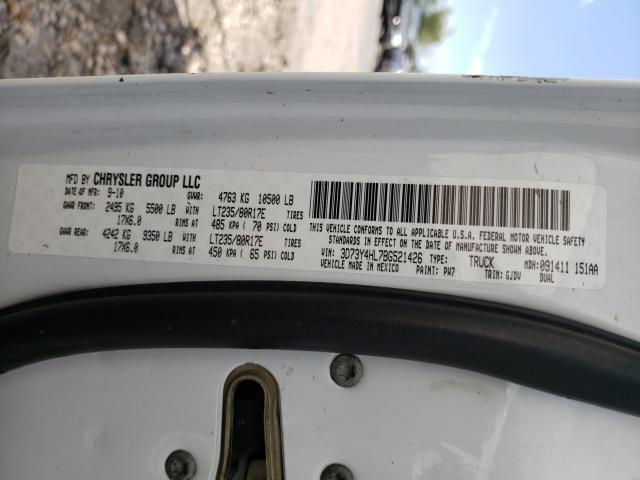 MFD BY CHRYSLER GROUP LLC
DATE OF MFR: 9-10 GVWR: 4763 KG 10500 LB
GAWR FRONT: 2495 KG 5500 LB WITH LT235/80R17E TIRES
17X6.0 RIMS AT 485 KPA ( 70 PSI) COLD
GAWR REAR: 4242 KG 9350 LB WITH LT235/80R17E TIRES
17X6.0 RIMS AT 450 KPA ( 65 PSI) COLD
THIS VEHICLE CONFORMS TO ALL APPLICABLE U.S.A. FEDERAL MOTOR VEHICLE SAFETY
STANDARDS IN EFFECT ON THE DATE OF MANUFACTURE SHOWN ABOVE.
VIN: 3D73Y4HL7BG521426 TYPE: TRUCK MDH: 091411 151AA
VEHICLE MADE IN MEXICO PAINT: PW7 TRIM: GJDV DUAL